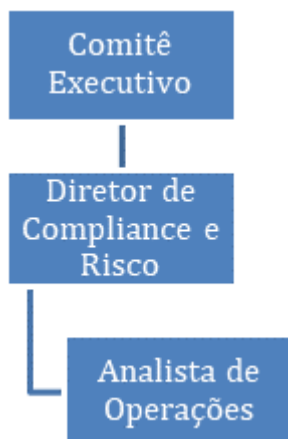 Comitê
Executivo
Diretor de
Compliance e
Risco
Analista de
Operações